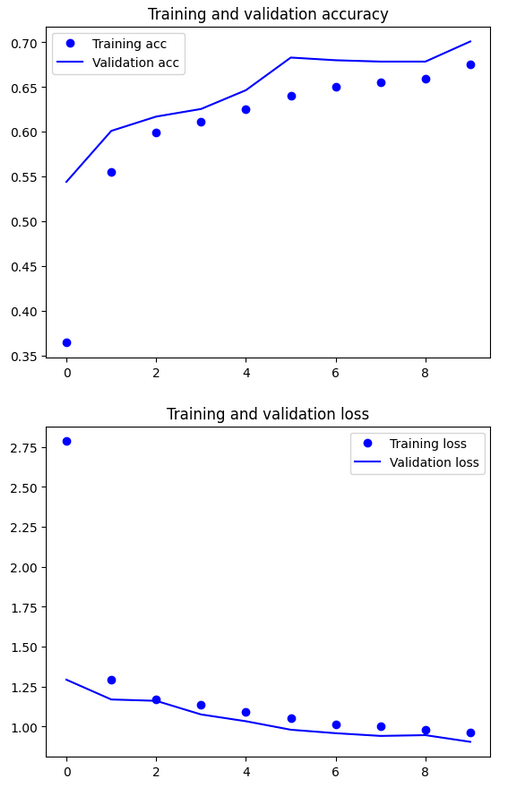 Training and validation accuracy
0.70
Training acc
Validation acc
0.65
0.60
0.55
0.50
0.45
0.40
0.35
0 2 4 6 8
Training and validation loss
2.75
Training loss
Validation loss
2.50
2.25
2.00
1.75
1.50
1.25
1.00
0 2 4 6 8